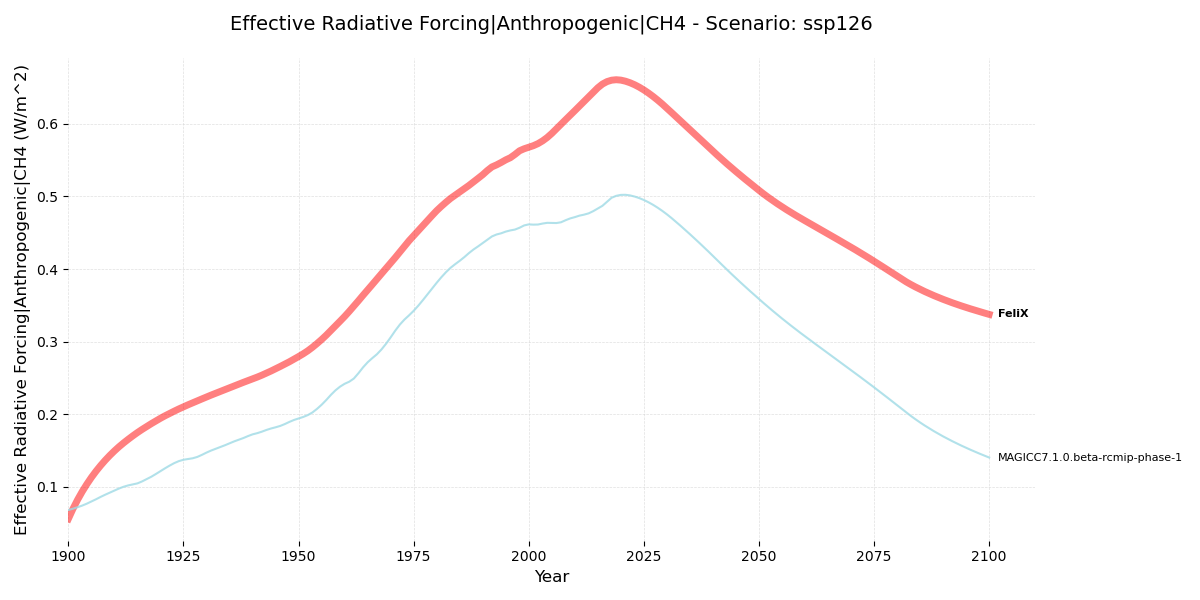 Effective Radiative Forcing|Anthropogenic|CH4 - Scenario: ssp126
Effective Radiative Forcing|Anthropogenic|CH4 (W/m^2)
0.6
0.5
0.4
0.3
0.2
0.1
FeliX
MAGICC7.1.0.beta-rcmip-phase-1
1900 1925 1950 1975 2000 2025 2050 2075 2100
Year